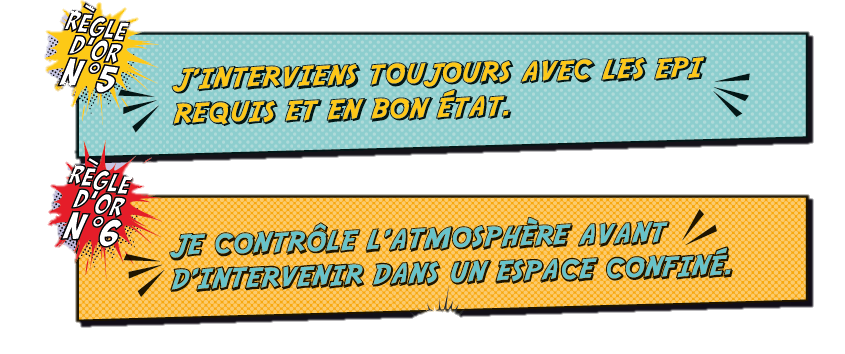 RÈGLE
D'OR
N°5
J'INTERVIENS TOUJOURS AVEC LES EPI
REQUIS ET EN BON ÉTAT.
RÈGLE
D'OR
N°6
JE CONTRÔLE L'ATMOSPHÈRE AVANT
D'INTERVENIR DANS UN ESPACE CONFINÉ.